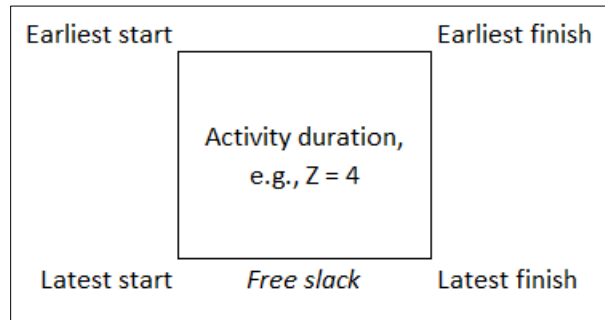 Earliest start Earliest finish
Activity duration,
e.g., Z = 4
Latest start Free slack Latest finish